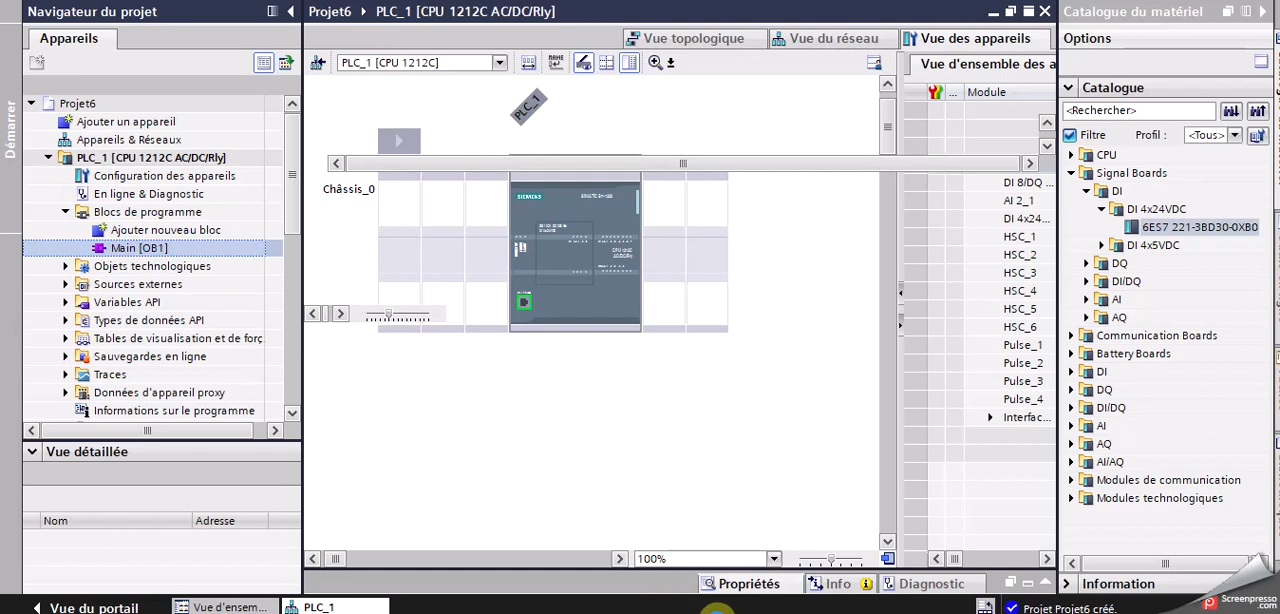 Navigateur du projet
Projet6 PLC_1 [CPU 1212C AC/DC/Rly]
Catalogue du matériel
Appareils
Vue topologique
Vue du réseau
Vue des appareils
Options
PLC_1 [CPU 1212C]
Vue d'ensemble des a
... Module
Catalogue
<Rechercher>
Filtre Profil : <Tous>
Démarrer
Projet6
Ajouter un appareil
Appareils & Réseaux
PLC_1 [CPU 1212C AC/DC/Rly]
Configuration des appareils
En ligne & Diagnostic
Blocs de programme
Ajouter nouveau bloc
Main [OB1]
Objets technologiques
Sources externes
Variables API
Types de données API
Tables de visualisation et de forç
Sauvegardes en ligne
Traces
Données d'appareil proxy
Informations sur le programme
PLC_1
Châssis_0
SIEMENS
DI 8/DQ ...
AI 2_1
DI 4x24...
HSC_1
HSC_2
HSC_3
HSC_4
HSC_5
HSC_6
Pulse_1
Pulse_2
Pulse_3
Pulse_4
Interfac...
CPU
Signal Boards
DI
DI 4x24VDC
6ES7 221-3BD30-0XB0
DI 4x5VDC
DQ
DI/DQ
AI
AQ
Communication Boards
Battery Boards
DI
DQ
DI/DQ
AI
AQ
AI/AQ
Modules de communication
Modules technologiques
Vue détaillée
Nom Adresse
100%
Propriétés
Info
Diagnostic
Information
Vue du portail
Vue d'ensem...
PLC_1
Projet Projet6 créé.
Screenpresso
.com